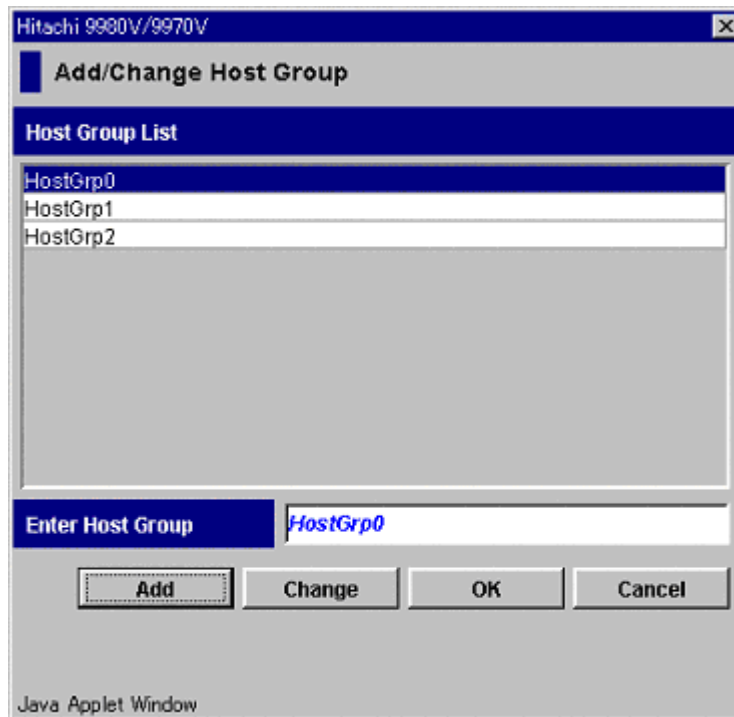 Hitachi 9980V/9970V
Add/Change Host Group
Host Group List
HostGrp0
HostGrp1
HostGrp2
Enter Host Group HostGrp0
Add Change OK Cancel
Java Applet Window